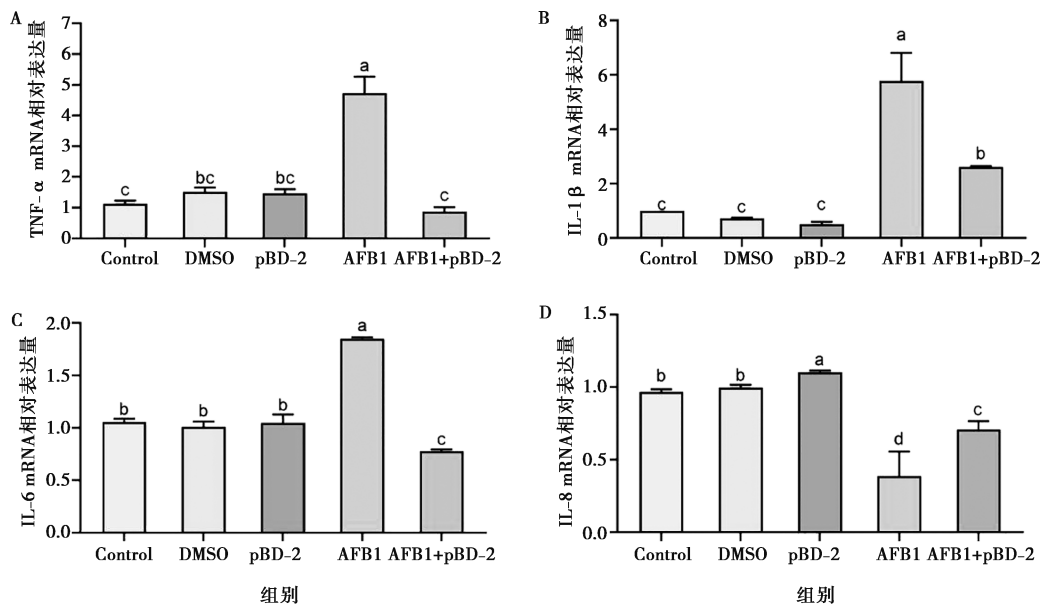 A
TNF-α mRNA相对表达量
7
6
5
4
3
2
1
0
c
bc
bc
a
c
Control DMSO pBD-2 AFB1 AFB1+pBD-2
B
IL-1β mRNA相对表达量
8
6
4
2
0
c
c
c
a
b
Control DMSO pBD-2 AFB1 AFB1+pBD-2
C
IL-6 mRNA相对表达量
2.0
1.5
1.0
0.5
0.0
b
b
b
a
c
Control DMSO pBD-2 AFB1 AFB1+pBD-2
组别
D
IL-8 mRNA相对表达量
1.5
1.0
0.5
0.0
b
b
a
d
c
Control DMSO pBD-2 AFB1 AFB1+pBD-2
组别